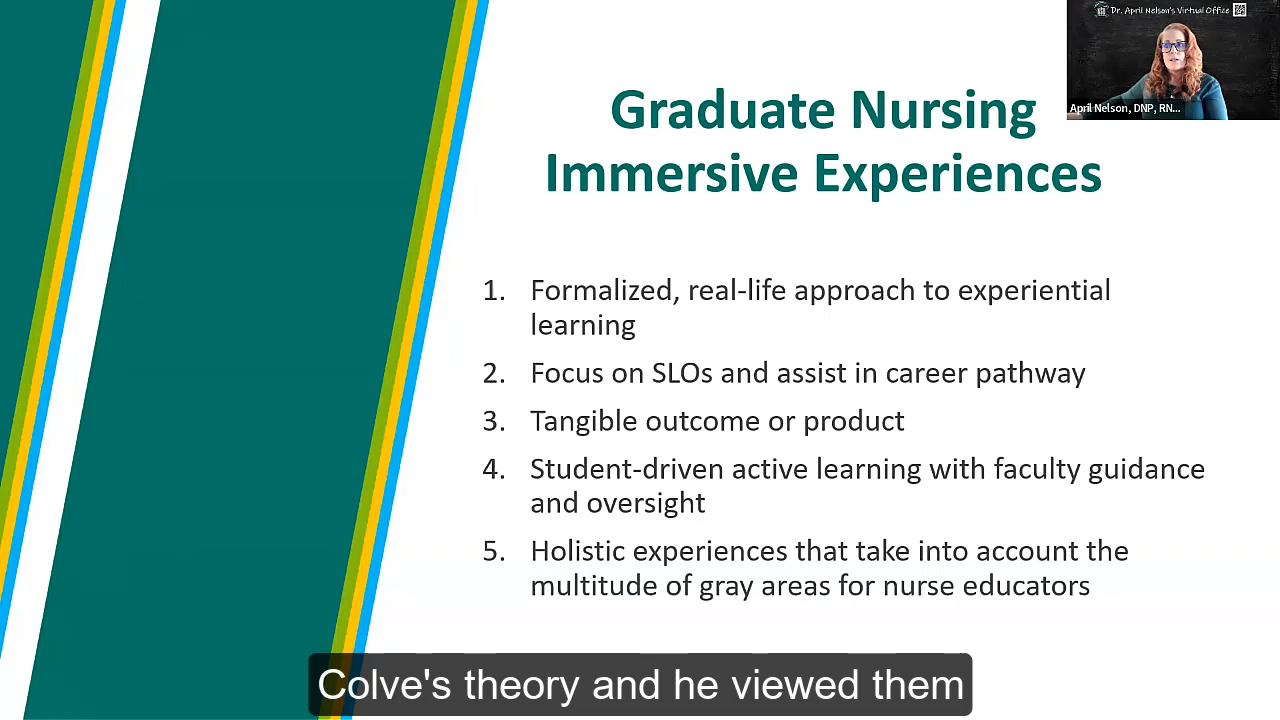 Dr. April Nelson's Virtual Office
April Nelson, DNP, RN...
Graduate Nursing
Immersive Experiences
1. Formalized, real-life approach to experiential
learning
2. Focus on SLOs and assist in career pathway
3. Tangible outcome or product
4. Student-driven active learning with faculty guidance
and oversight
5. Holistic experiences that take into account the
multitude of gray areas for nurse educators
Colve's theory and he viewed them